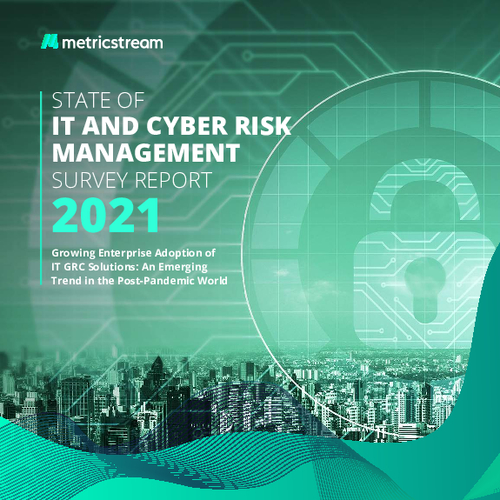 metricstream
STATE OF
IT AND CYBER RISK
MANAGEMENT
SURVEY REPORT
2021
Growing Enterprise Adoption of
IT GRC Solutions: An Emerging
Trend in the Post-Pandemic World